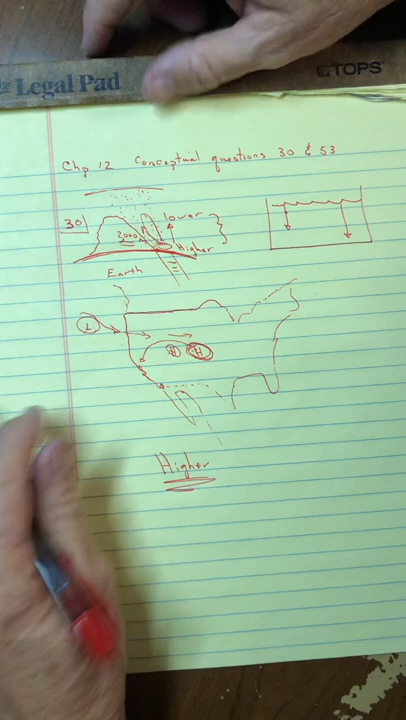 Legal Pad
TOPS
Chp 12 Conceptual questions 30 & 53
30
lower
2000
Higher
Earth
L
H
H
Higher